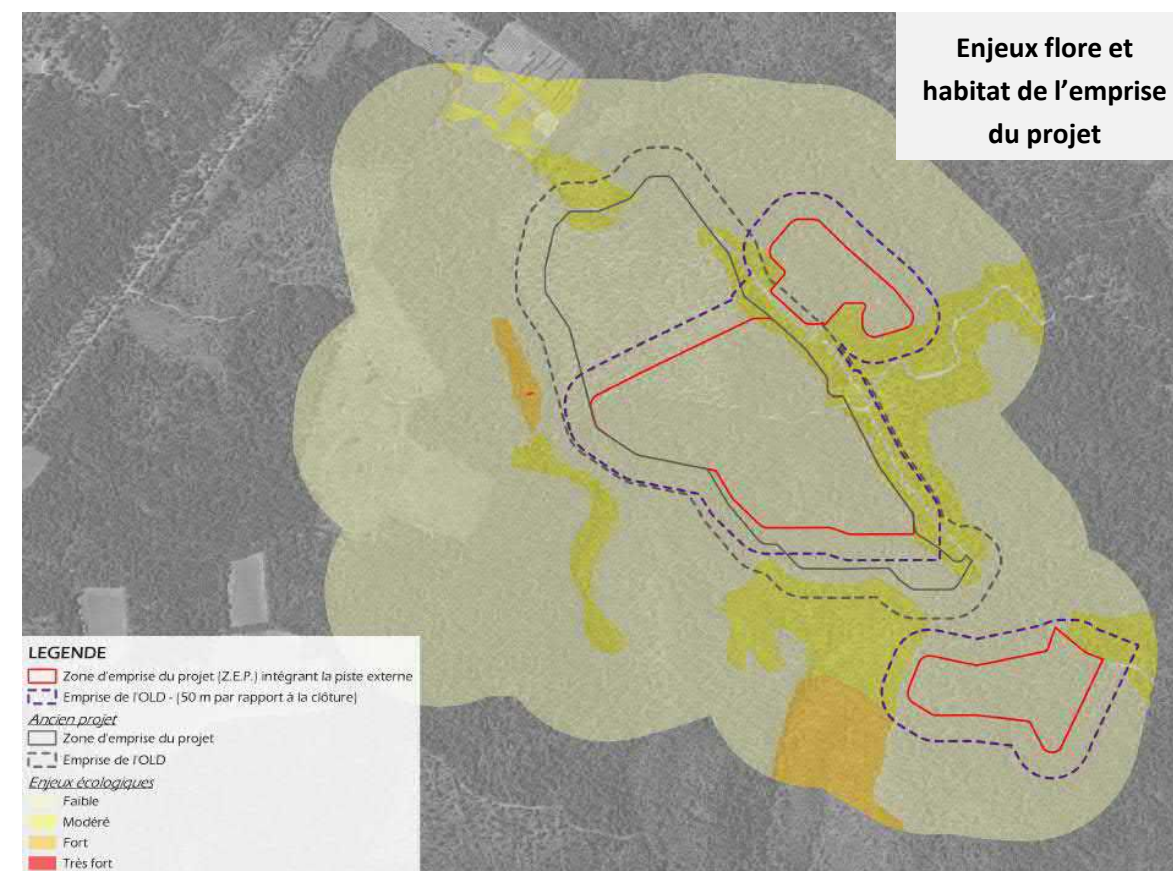 Enjeux flore et
habitat de l'emprise
du projet
LEGENDE
Zone d'emprise du projet (Z.E.P.) intégrant la piste externe
Emprise de l'OLD - (50 m par rapport à la clôture)
Ancien projet
Zone d'emprise du projet
Emprise de l'OLD
Enjeux écologiques
Faible
Modéré
Fort
Très fort